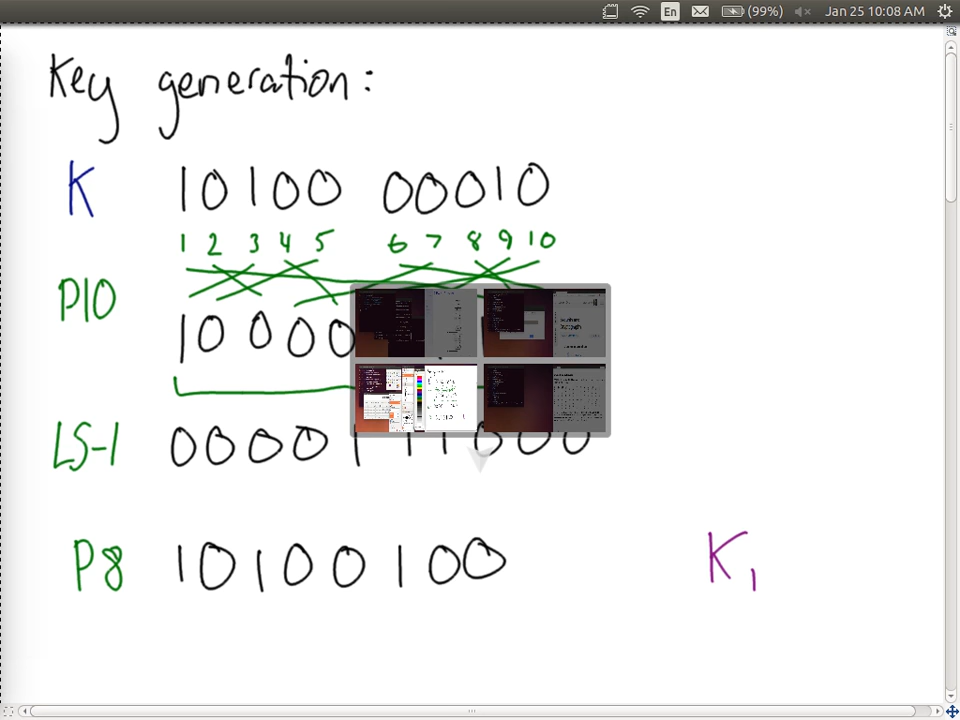 En (99%) Jan 25 10:08 AM
Key generation:
K 10100 00010
1 2 3 4 5 6 7 8 9 10
P10
10000
LS-1 0000111000
P8 10100100 K1